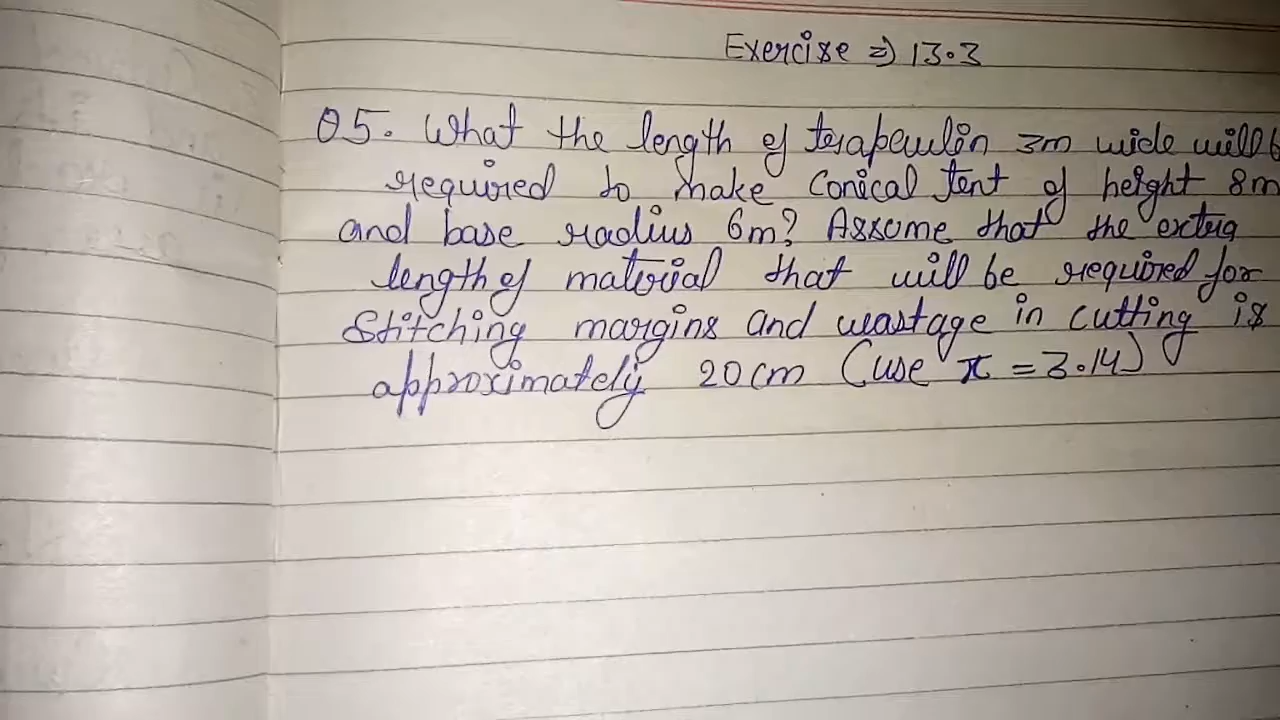 Exercise ⇒ 13.3
Q5. What the length of terapeulin 3m wide will b
required to make Conical tent of height 8m
and base radius 6m? Assume that the extra
length of material that will be required for
Stitching margins and wastage in cutting is
approximately 20cm (use π = 3.14)